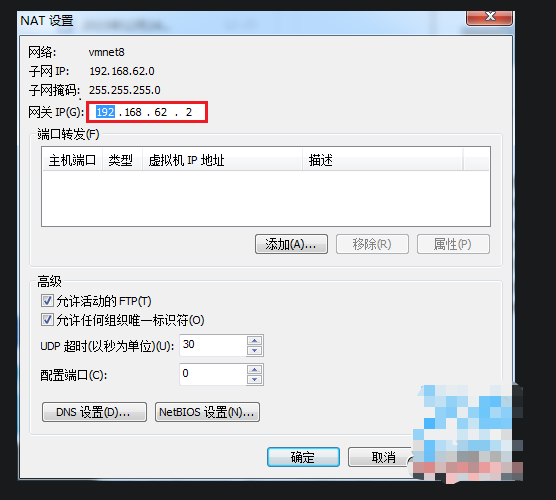 NAT 设置
网络: vmnet8
子网 IP: 192.168.62.0
子网掩码: 255.255.255.0
网关 IP(G): 192 . 168 . 62 . 2
端口转发(F)
主机端口 类型 虚拟机 IP 地址 描述
添加(A)... 移除(R) 属性(P)
高级
允许活动的 FTP(T)
允许任何组织唯一标识符(O)
UDP 超时(以秒为单位)(U): 30
配置端口(C): 0
DNS 设置(D)... NetBIOS 设置(N)...
确定 取消